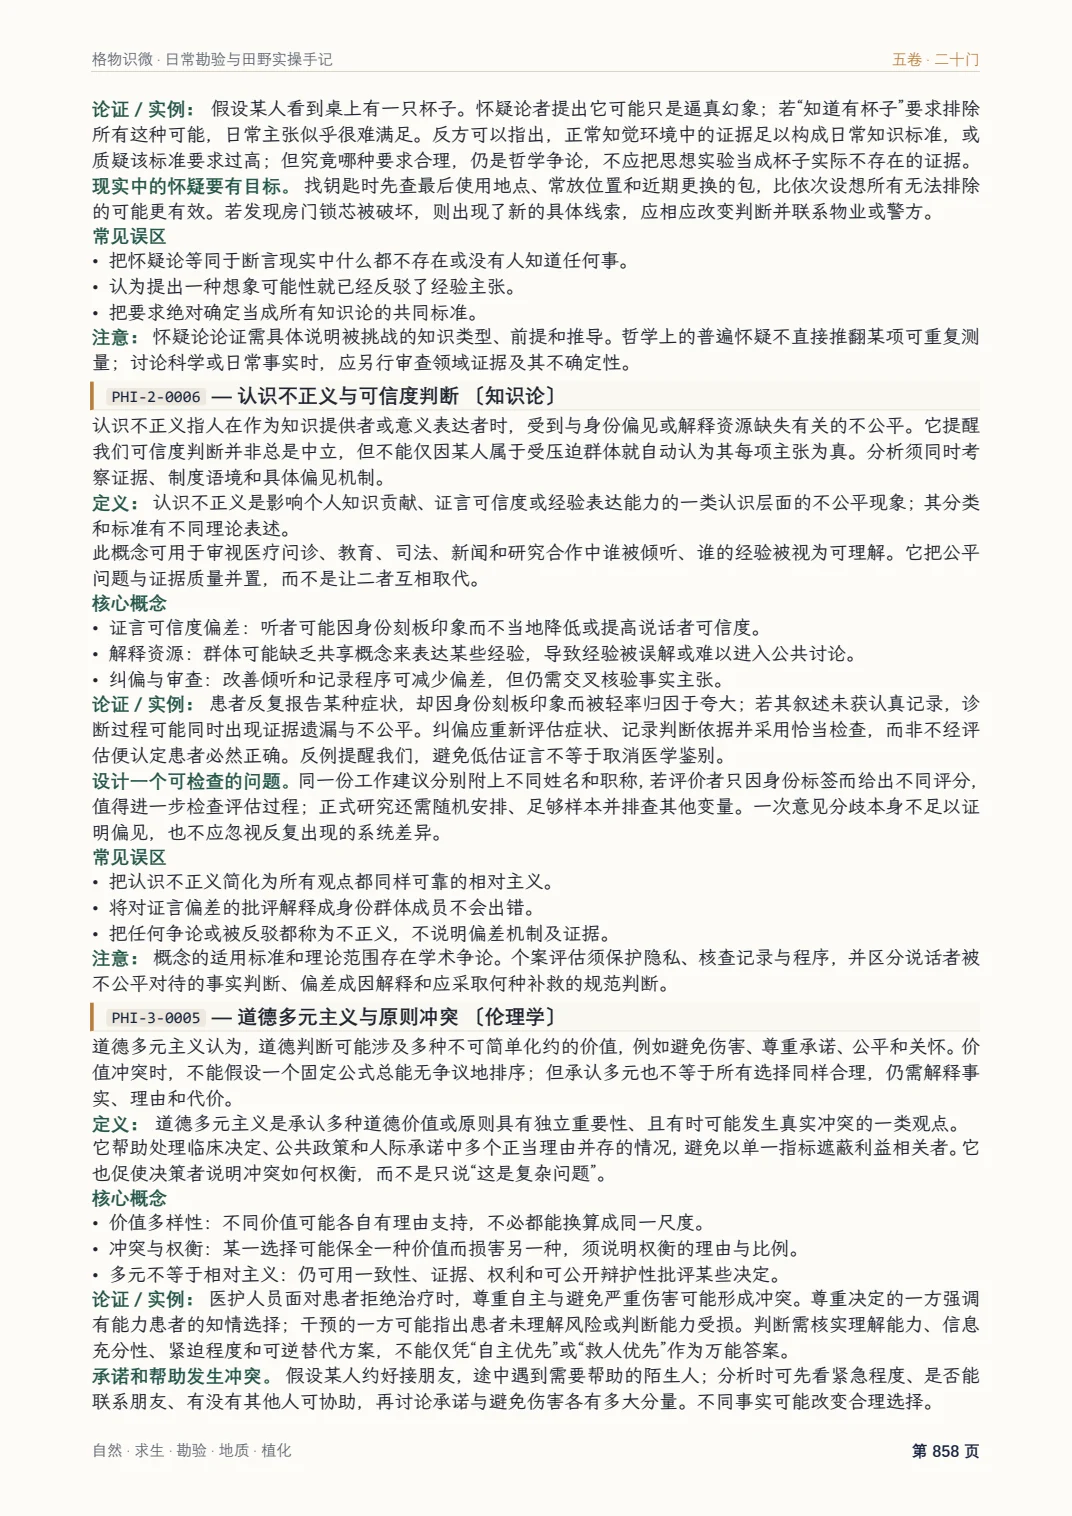 格物识微 · 日常勘验与田野实操手记
五卷 · 二十门
论证 / 实例： 假设某人看到桌上有一只杯子。怀疑论者提出它可能只是逼真幻象；若“知道有杯子”要求排除
所有这种可能，日常主张似乎很难满足。反方可以指出，正常知觉环境中的证据足以构成日常知识标准，或
质疑该标准要求过高；但究竟哪种要求合理，仍是哲学争论，不应把思想实验当成杯子实际不存在的证据。
现实中的怀疑要有目标。 找钥匙时先查最后使用地点、常放位置和近期更换的包，比依次设想所有无法排除
的可能更有效。若发现房门锁芯被破坏，则出现了新的具体线索，应相应改变判断并联系物业或警方。
常见误区
• 把怀疑论等同于断言现实中什么都不存在或没有人知道任何事。
• 认为提出一种想象可能性就已经反驳了经验主张。
• 把要求绝对确定当成所有知识论的共同标准。
注意： 怀疑论论证需具体说明被挑战的知识类型、前提和推导。哲学上的普遍怀疑不直接推翻某项可重复测
量；讨论科学或日常事实时，应另行审查领域证据及其不确定性。
PHI-2-0006 — 认识不正义与可信度判断 〔知识论〕
认识不正义指人在作为知识提供者或意义表达者时，受到与身份偏见或解释资源缺失有关的不公平。它提醒
我们可信度判断并非总是中立，但不能仅因某人属于受压迫群体就自动认为其每项主张为真。分析须同时考
察证据、制度语境和具体偏见机制。
定义： 认识不正义是影响个人知识贡献、证言可信度或经验表达能力的一类认识层面的不公平现象；其分类
和标准有不同理论表述。
此概念可用于审视医疗问诊、教育、司法、新闻和研究合作中谁被倾听、谁的经验被视为可理解。它把公平
问题与证据质量并置，而不是让二者互相取代。
核心概念
• 证言可信度偏差：听者可能因身份刻板印象而不当地降低或提高说话者可信度。
• 解释资源：群体可能缺乏共享概念来表达某些经验，导致经验被误解或难以进入公共讨论。
• 纠偏与审查：改善倾听和记录程序可减少偏差，但仍需交叉核验事实主张。
论证 / 实例： 患者反复报告某种症状，却因身份刻板印象而被轻率归因于夸大；若其叙述未获认真记录，诊
断过程可能同时出现证据遗漏与不公平。纠偏应重新评估症状、记录判断依据并采用恰当检查，而非不经评
估便认定患者必然正确。反例提醒我们，避免低估证言不等于取消医学鉴别。
设计一个可检查的问题。 同一份工作建议分别附上不同姓名和职称，若评价者只因身份标签而给出不同评分，
值得进一步检查评估过程；正式研究还需随机安排、足够样本并排查其他变量。一次意见分歧本身不足以证
明偏见，也不应忽视反复出现的系统差异。
常见误区
• 把认识不正义简化为所有观点都同样可靠的相对主义。
• 将对证言偏差的批评解释成身份群体成员不会出错。
• 把任何争论或被反驳都称为不正义，不说明偏差机制及证据。
注意： 概念的适用标准和理论范围存在学术争论。个案评估须保护隐私、核查记录与程序，并区分说话者被
不公平对待的事实判断、偏差成因解释和应采取何种补救的规范判断。
PHI-3-0005 — 道德多元主义与原则冲突 〔伦理学〕
道德多元主义认为，道德判断可能涉及多种不可简单化约的价值，例如避免伤害、尊重承诺、公平和关怀。价
值冲突时，不能假设一个固定公式总能无争议地排序；但承认多元也不等于所有选择同样合理，仍需解释事
实、理由和代价。
定义： 道德多元主义是承认多种道德价值或原则具有独立重要性、且有时可能发生真实冲突的一类观点。
它帮助处理临床决定、公共政策和人际承诺中多个正当理由并存的情况，避免以单一指标遮蔽利益相关者。它
也促使决策者说明冲突如何权衡，而不是只说“这是复杂问题”。
核心概念
• 价值多样性：不同价值可能各自有理由支持，不必都能换算成同一尺度。
• 冲突与权衡：某一选择可能保全一种价值而损害另一种，须说明权衡的理由与比例。
• 多元不等于相对主义：仍可用一致性、证据、权利和可公开辩护性批评某些决定。
论证 / 实例： 医护人员面对患者拒绝治疗时，尊重自主与避免严重伤害可能形成冲突。尊重决定的一方强调
有能力患者的知情选择；干预的一方可能指出患者未理解风险或判断能力受损。判断需核实理解能力、信息
充分性、紧迫程度和可逆替代方案，不能仅凭“自主优先”或“救人优先”作为万能答案。
承诺和帮助发生冲突。 假设某人约好接朋友，途中遇到需要帮助的陌生人；分析时可先看紧急程度、是否能
联系朋友、有没有其他人可协助，再讨论承诺与避免伤害各有多大分量。不同事实可能改变合理选择。
自然 · 求生 · 勘验 · 地质 · 植化
第 858 页